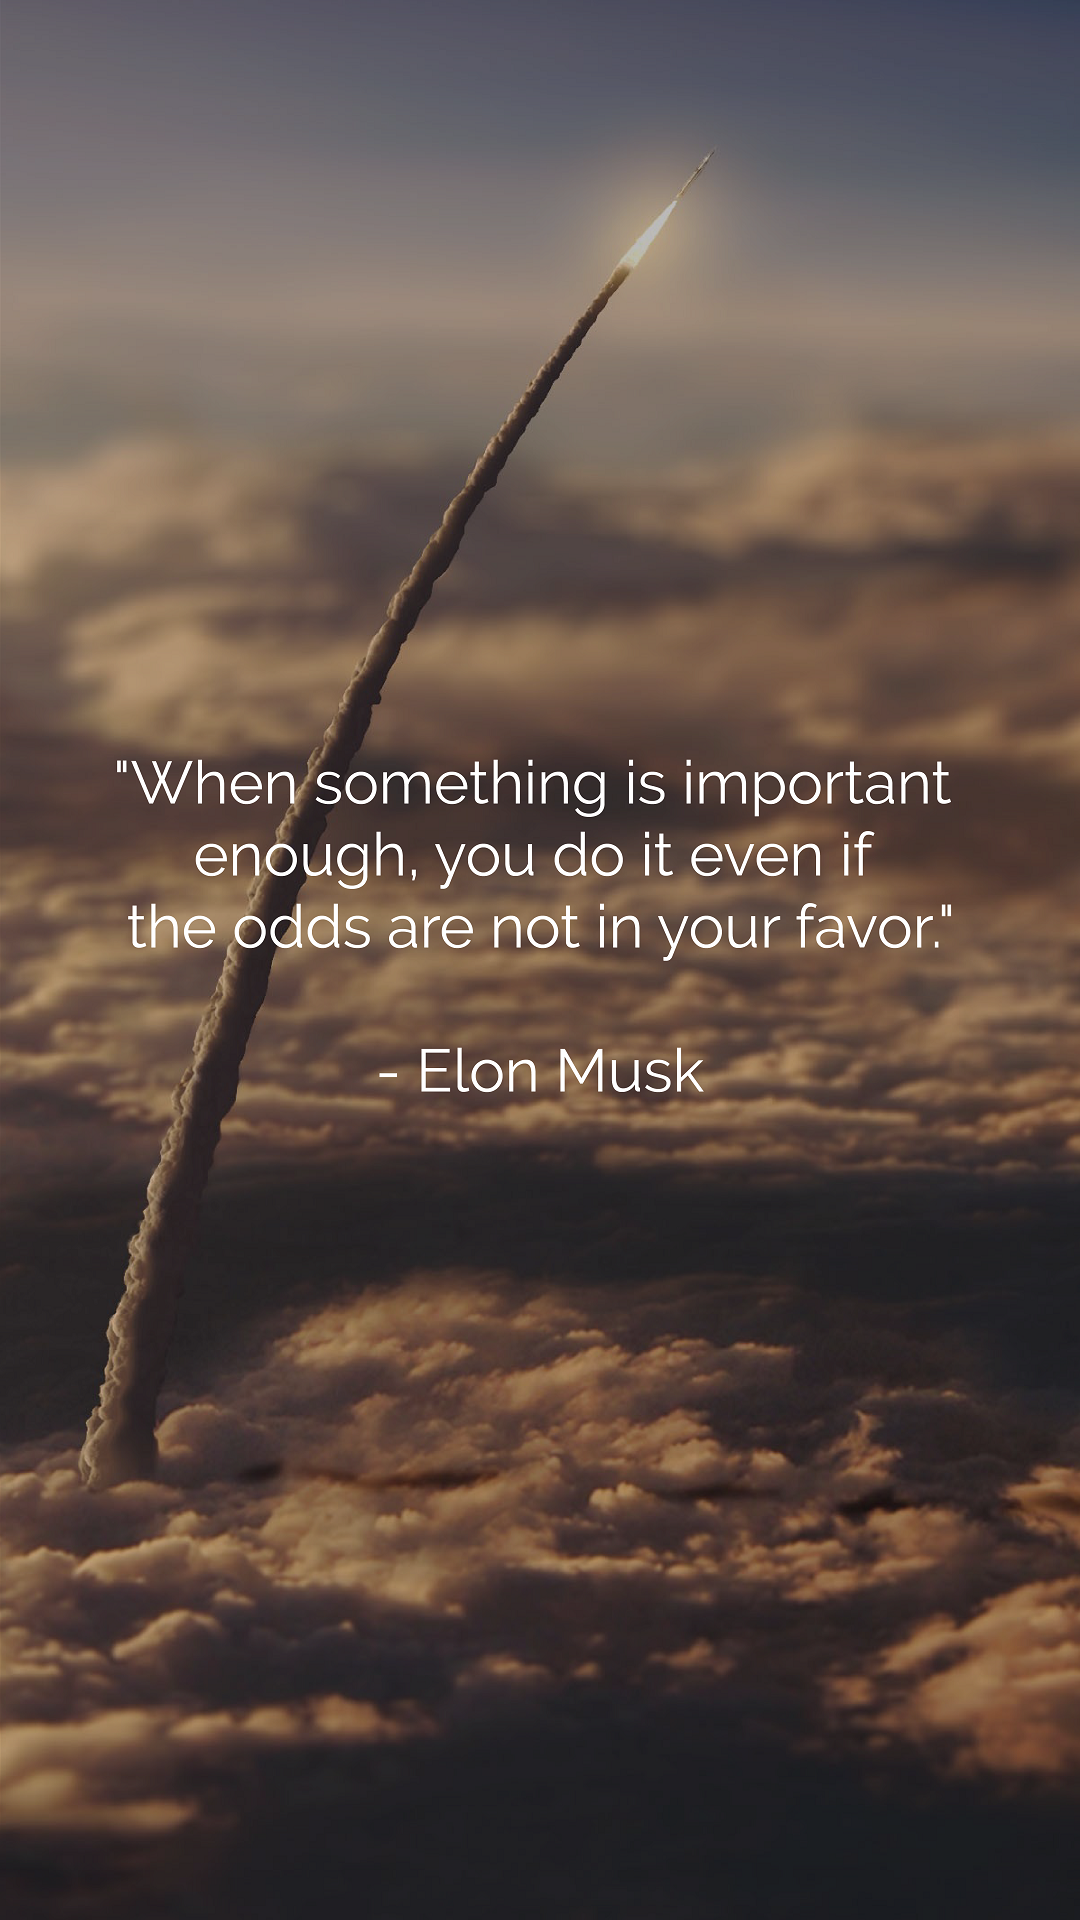 "When something is important
enough, you do it even if
the odds are not in your favor."
- Elon Musk